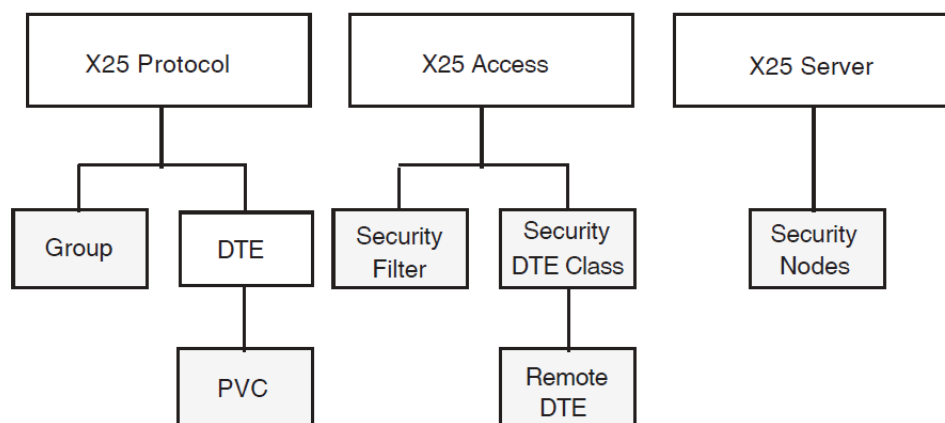 X25 Protocol
X25 Access
X25 Server
Group
DTE
Security
Filter
Security
DTE Class
Security
Nodes
PVC
Remote
DTE